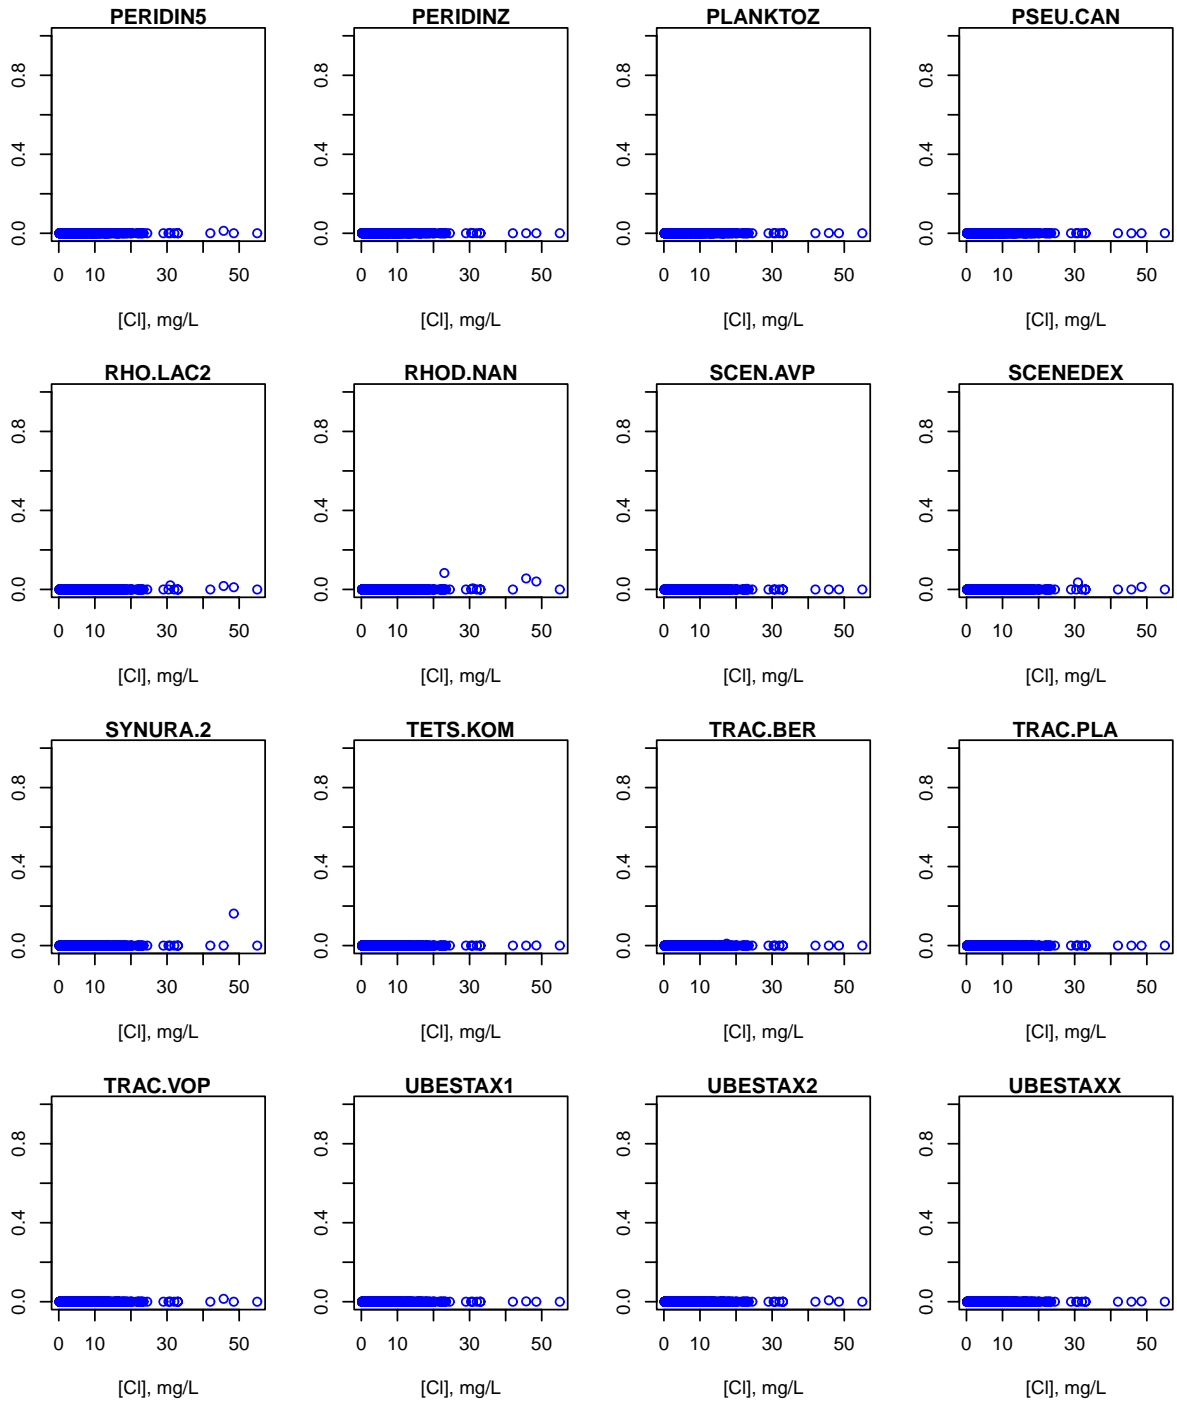 PERIDIN5 PERIDINZ PLANKTOZ PSEU.CAN
0.8 0.8 0.8 0.8
0.4 0.4 0.4 0.4
0.0 0.0 0.0 0.0
0 10 30 50 0 10 30 50 0 10 30 50 0 10 30 50
[Cl], mg/L [Cl], mg/L [Cl], mg/L [Cl], mg/L
RHO.LAC2 RHOD.NAN SCEN.AVP SCENEDEX
0.8 0.8 0.8 0.8
0.4 0.4 0.4 0.4
0.0 0.0 0.0 0.0
0 10 30 50 0 10 30 50 0 10 30 50 0 10 30 50
[Cl], mg/L [Cl], mg/L [Cl], mg/L [Cl], mg/L
SYNURA.2 TETS.KOM TRAC.BER TRAC.PLA
0.8 0.8 0.8 0.8
0.4 0.4 0.4 0.4
0.0 0.0 0.0 0.0
0 10 30 50 0 10 30 50 0 10 30 50 0 10 30 50
[Cl], mg/L [Cl], mg/L [Cl], mg/L [Cl], mg/L
TRAC.VOP UBESTAX1 UBESTAX2 UBESTAXX
0.8 0.8 0.8 0.8
0.4 0.4 0.4 0.4
0.0 0.0 0.0 0.0
0 10 30 50 0 10 30 50 0 10 30 50 0 10 30 50
[Cl], mg/L [Cl], mg/L [Cl], mg/L [Cl], mg/L